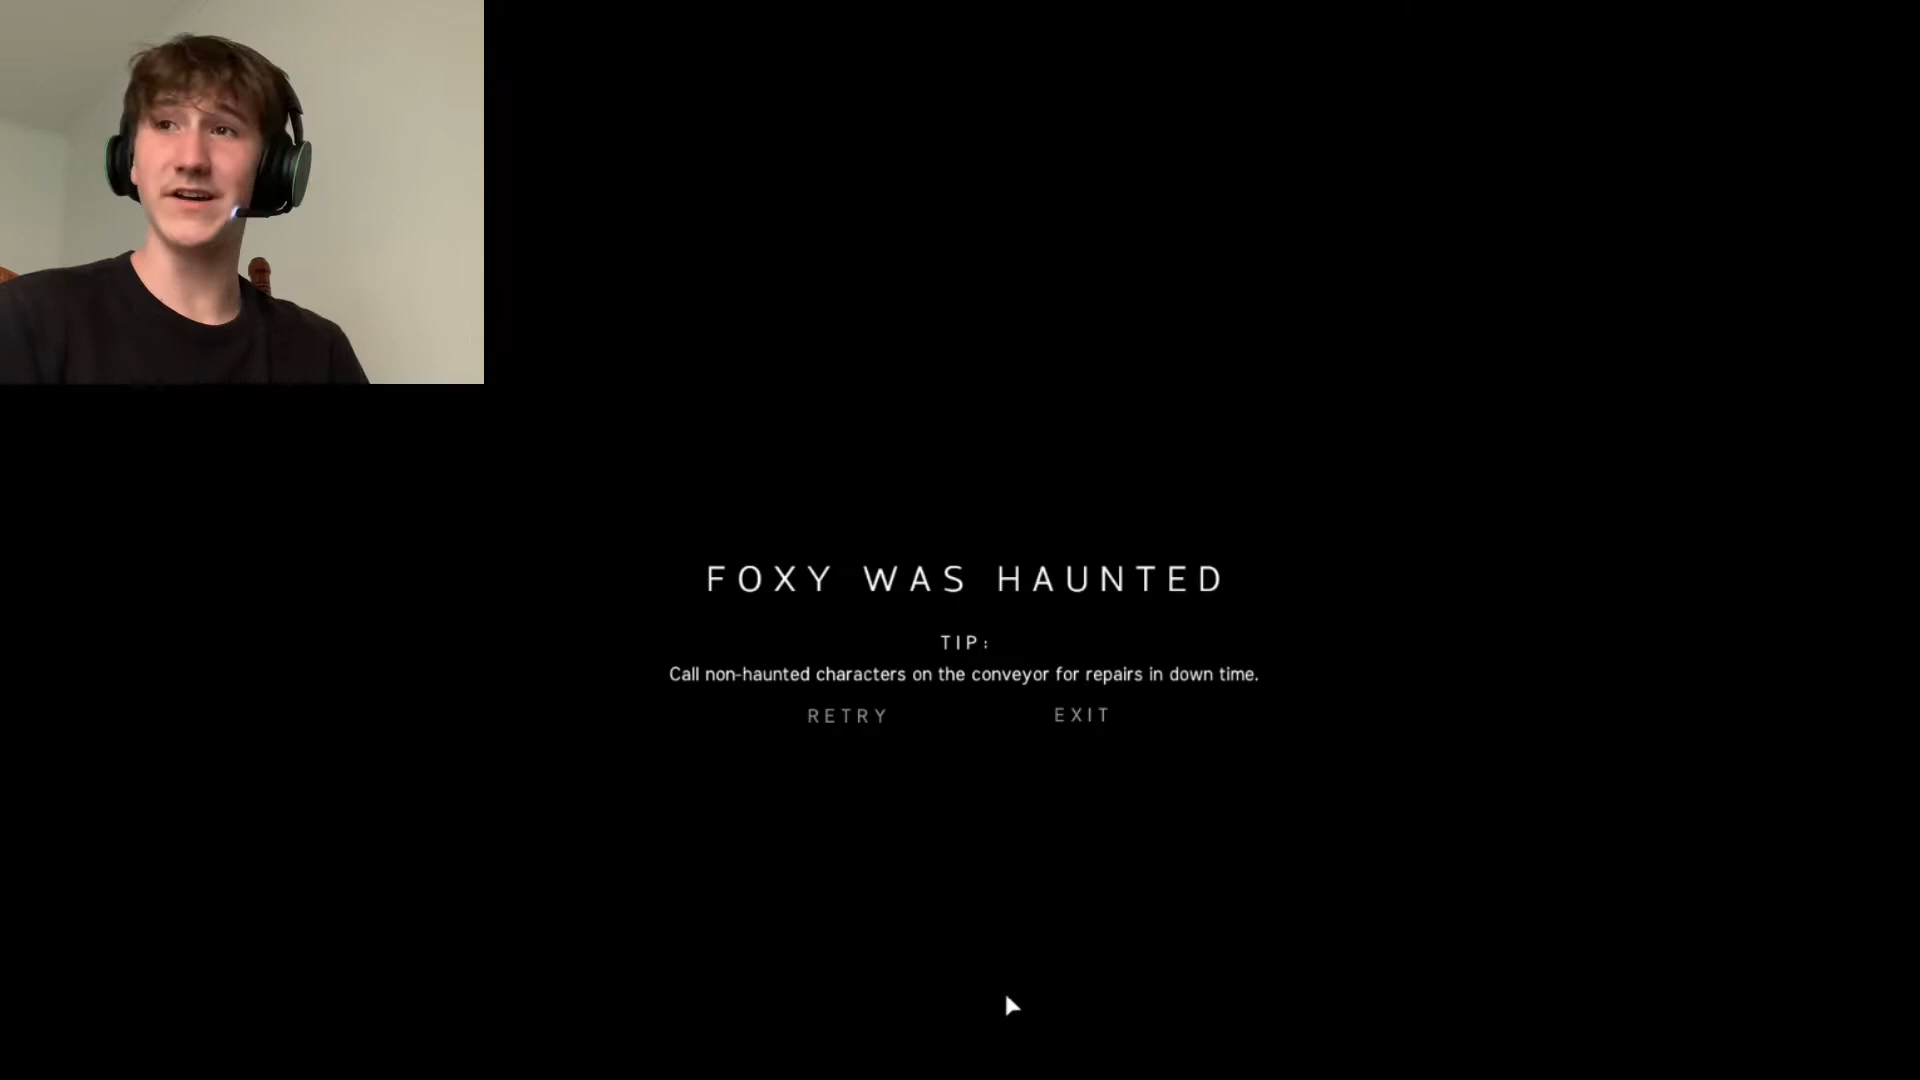 FOXY WAS HAUNTED
TIP:
Call non-haunted characters on the conveyor for repairs in down time.
RETRY EXIT